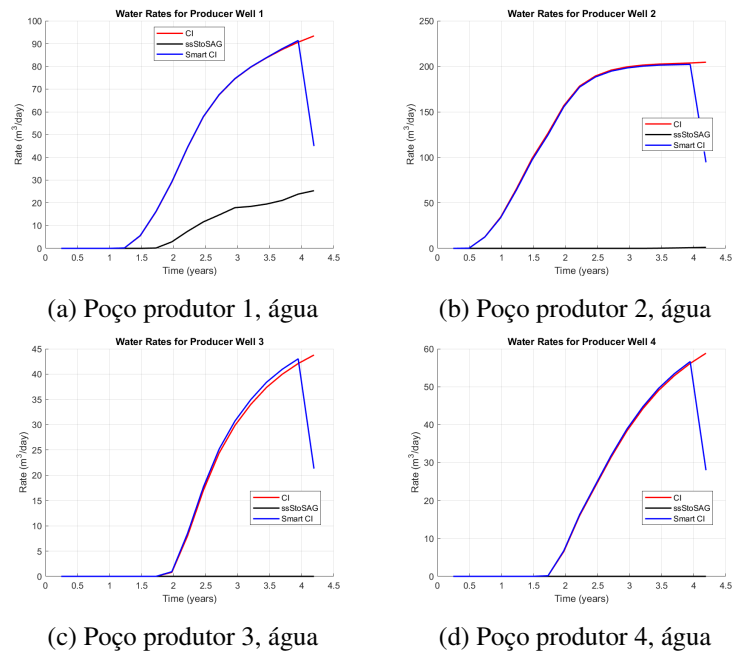 Water Rates for Producer Well 1
100
90
80
70
60
50
40
30
20
10
0
Rate (m³/day)
CI
ssStoSAG
Smart CI
0 0.5 1 1.5 2 2.5 3 3.5 4 4.5
Time (years)
(a) Poço produtor 1, água
Water Rates for Producer Well 2
250
200
150
100
50
0
Rate (m³/day)
CI
ssStoSAG
Smart CI
0 0.5 1 1.5 2 2.5 3 3.5 4 4.5
Time (years)
(b) Poço produtor 2, água
Water Rates for Producer Well 3
45
40
35
30
25
20
15
10
5
0
Rate (m³/day)
CI
ssStoSAG
Smart CI
0 0.5 1 1.5 2 2.5 3 3.5 4 4.5
Time (years)
(c) Poço produtor 3, água
Water Rates for Producer Well 4
60
50
40
30
20
10
0
Rate (m³/day)
CI
ssStoSAG
Smart CI
0 0.5 1 1.5 2 2.5 3 3.5 4 4.5
Time (years)
(d) Poço produtor 4, água